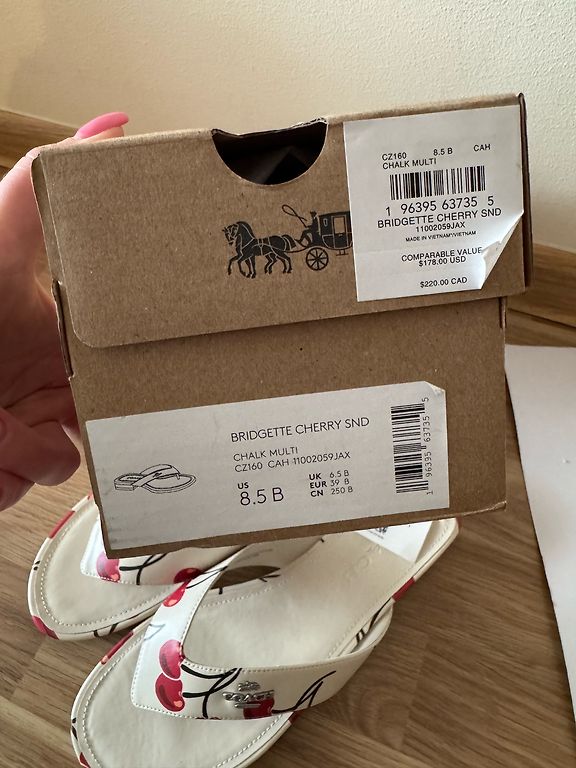 CZ160 8.5 B CAH
CHALK MULTI
1 96395 63735 5
BRIDGETTE CHERRY SND
11002059JAX
MADE IN VIETNAM/VIETNAM
COMPARABLE VALUE
$178.00 USD
$220.00 CAD
BRIDGETTE CHERRY SND
CHALK MULTI
CZ160 CAH 11002059JAX
US 8.5 B
UK 6.5 B
EUR 39 B
CN 250 B
1 96395 63735 5
COACH